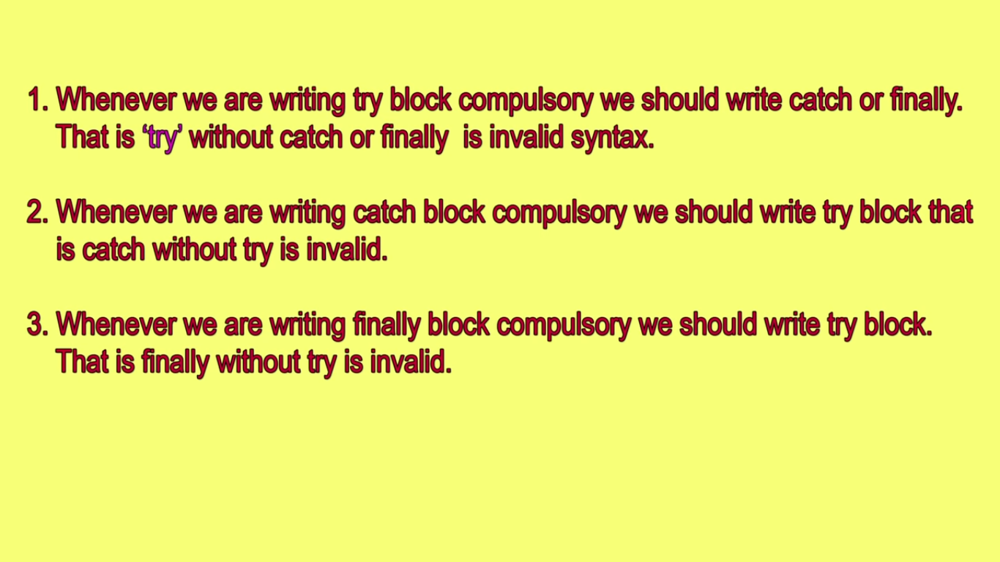 1. Whenever we are writing try block compulsory we should write catch or finally.
That is ‘try’ without catch or finally is invalid syntax.
2. Whenever we are writing catch block compulsory we should write try block that
is catch without try is invalid.
3. Whenever we are writing finally block compulsory we should write try block.
That is finally without try is invalid.